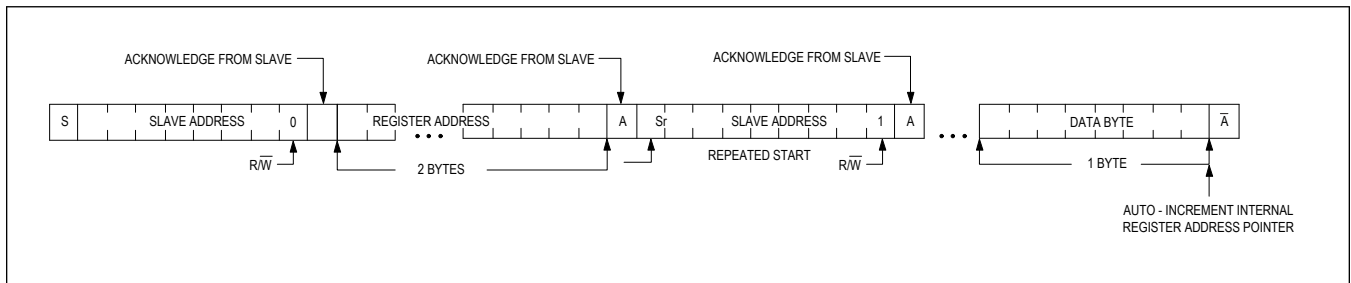 ACKNOWLEDGE FROM SLAVE ACKNOWLEDGE FROM SLAVE ACKNOWLEDGE FROM SLAVE
S SLAVE ADDRESS 0 REGISTER ADDRESS A Sr SLAVE ADDRESS 1 A DATA BYTE A̅
R/W̅ 2 BYTES REPEATED START R/W̅ 1 BYTE
AUTO - INCREMENT INTERNAL
REGISTER ADDRESS POINTER